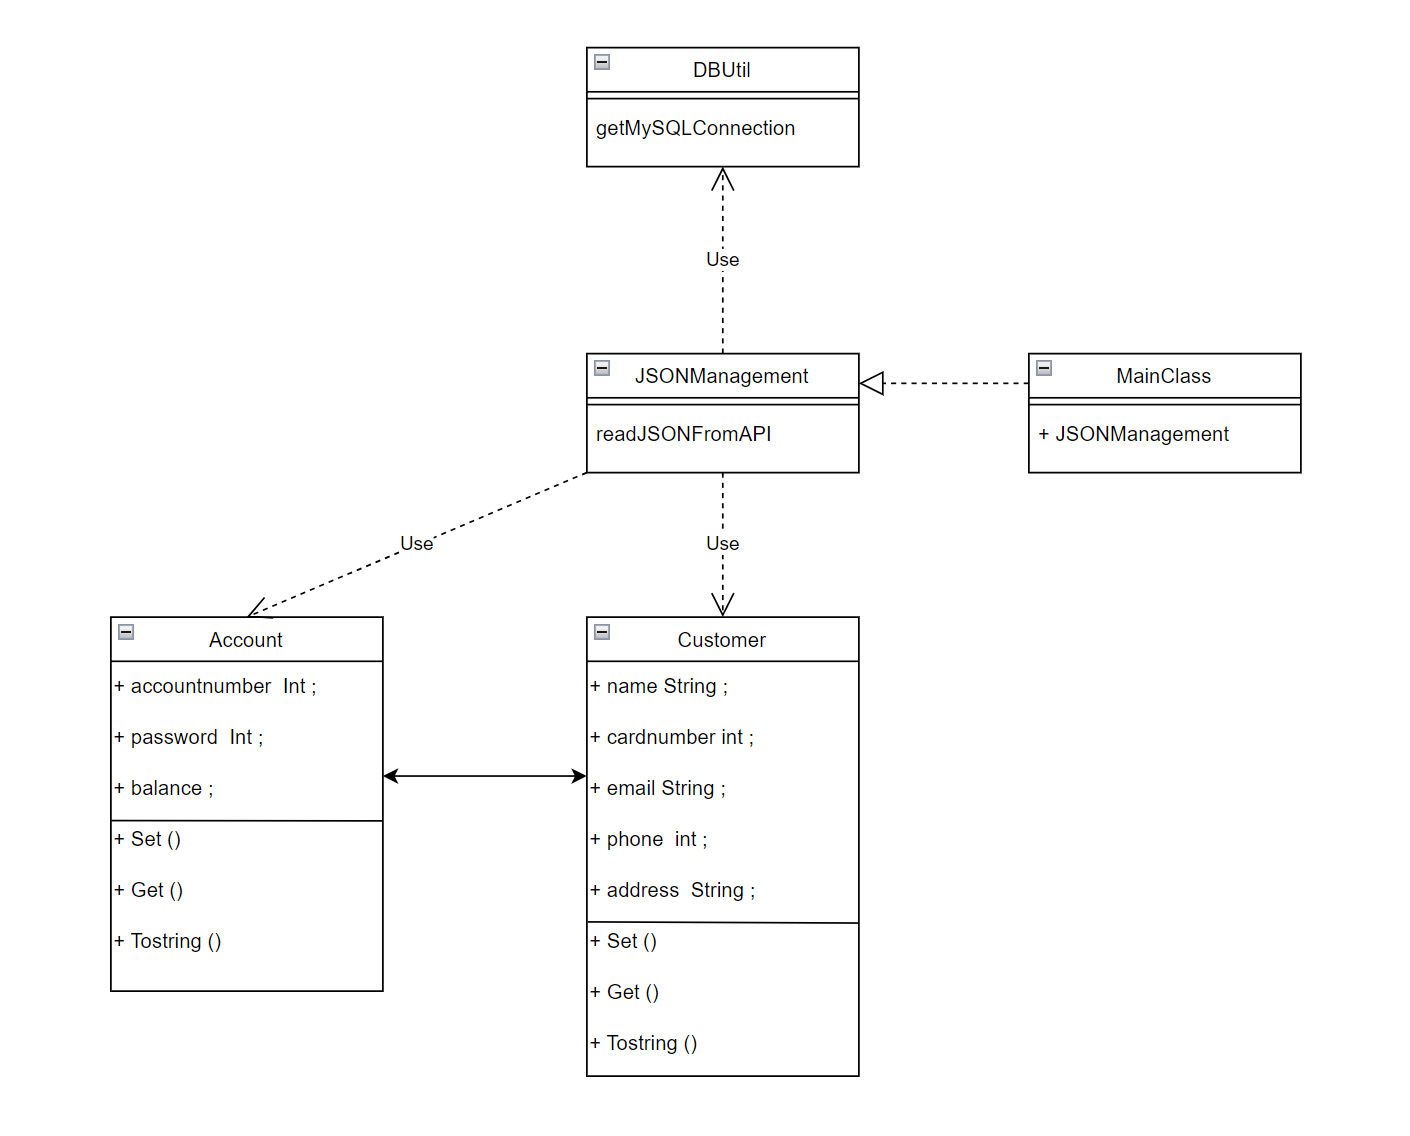 DBUtil
getMySQLConnection
Use
JSONManagement
readJSONFromAPI
MainClass
+ JSONManagement
Use
Use
Account
+ accountnumber  Int ;
+ password  Int ;
+ balance ;
+ Set ()
+ Get ()
+ Tostring ()
Customer
+ name String ;
+ cardnumber int ;
+ email String ;
+ phone  int ;
+ address  String ;
+ Set ()
+ Get ()
+ Tostring ()